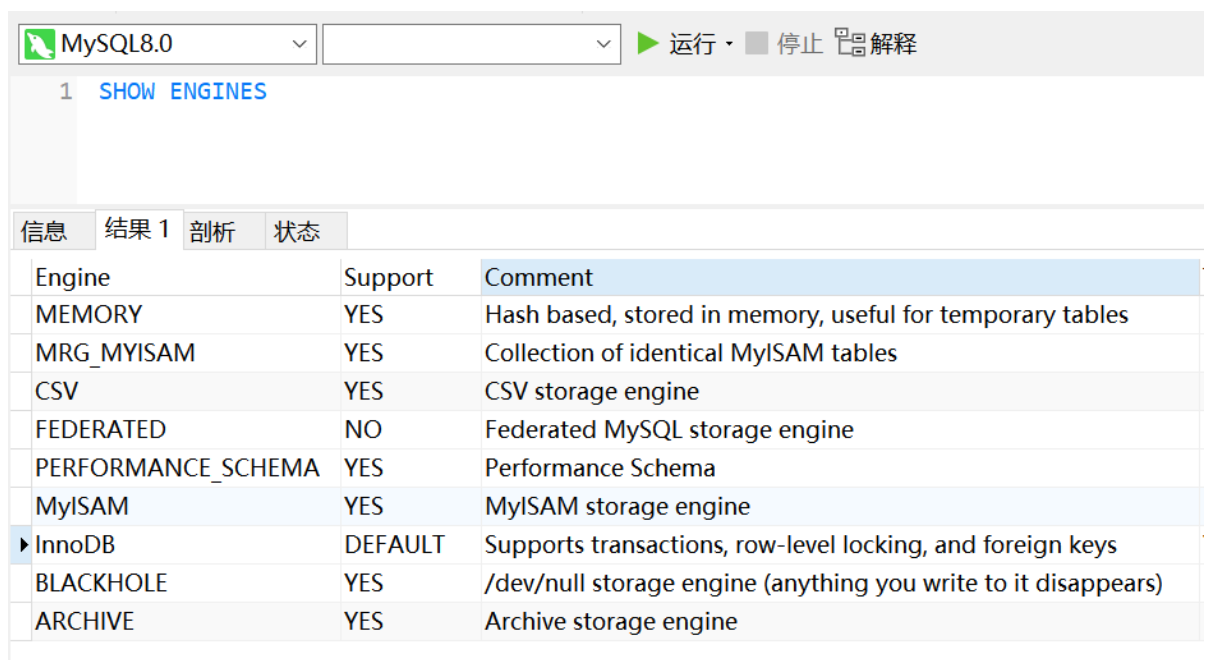 MySQL8.0 运行 · 停止 解释
1 SHOW ENGINES
信息 结果 1 剖析 状态
Engine Support Comment
MEMORY YES Hash based, stored in memory, useful for temporary tables
MRG_MYISAM YES Collection of identical MyISAM tables
CSV YES CSV storage engine
FEDERATED NO Federated MySQL storage engine
PERFORMANCE_SCHEMA YES Performance Schema
MyISAM YES MyISAM storage engine
InnoDB DEFAULT Supports transactions, row-level locking, and foreign keys
BLACKHOLE YES /dev/null storage engine (anything you write to it disappears)
ARCHIVE YES Archive storage engine